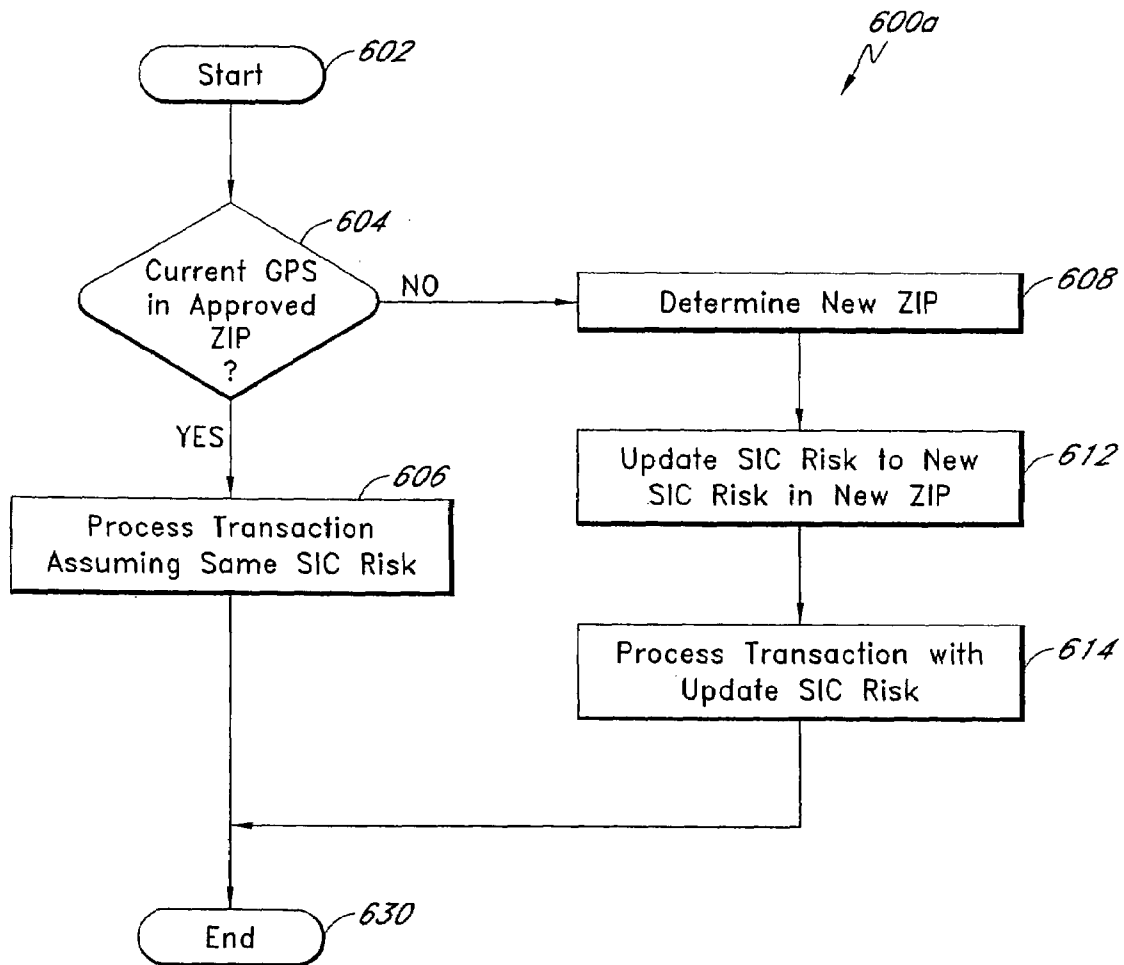 600a
Start
602
604
Current GPS
in Approved
ZIP
?
NO
YES
Determine New ZIP
608
Update SIC Risk to New
SIC Risk in New ZIP
612
606
Process Transaction
Assuming Same SIC Risk
Process Transaction with
Update SIC Risk
614
End
630